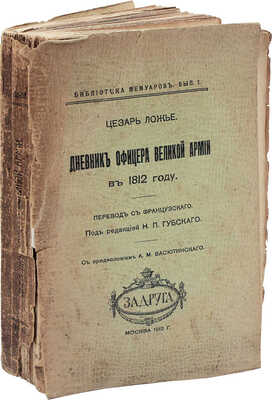 БИБЛІОТЕКА МЕМУАРОВЪ. ВЫП. 1.
ЦЕЗАРЬ ЛОЖЬЕ.
ДНЕВНИКЪ ОФИЦЕРА ВЕЛИКОЙ АРМІИ
въ 1812 году.
ПЕРЕВОДЪ СЪ ФРАНЦУЗСКАГО.
Подъ редакціей Н. П. ГУБСКАГО.
Съ предисловіемъ А. М. ВАСЮТИНСКАГО.
ЗАДРУГА
МОСКВА 1912 Г.